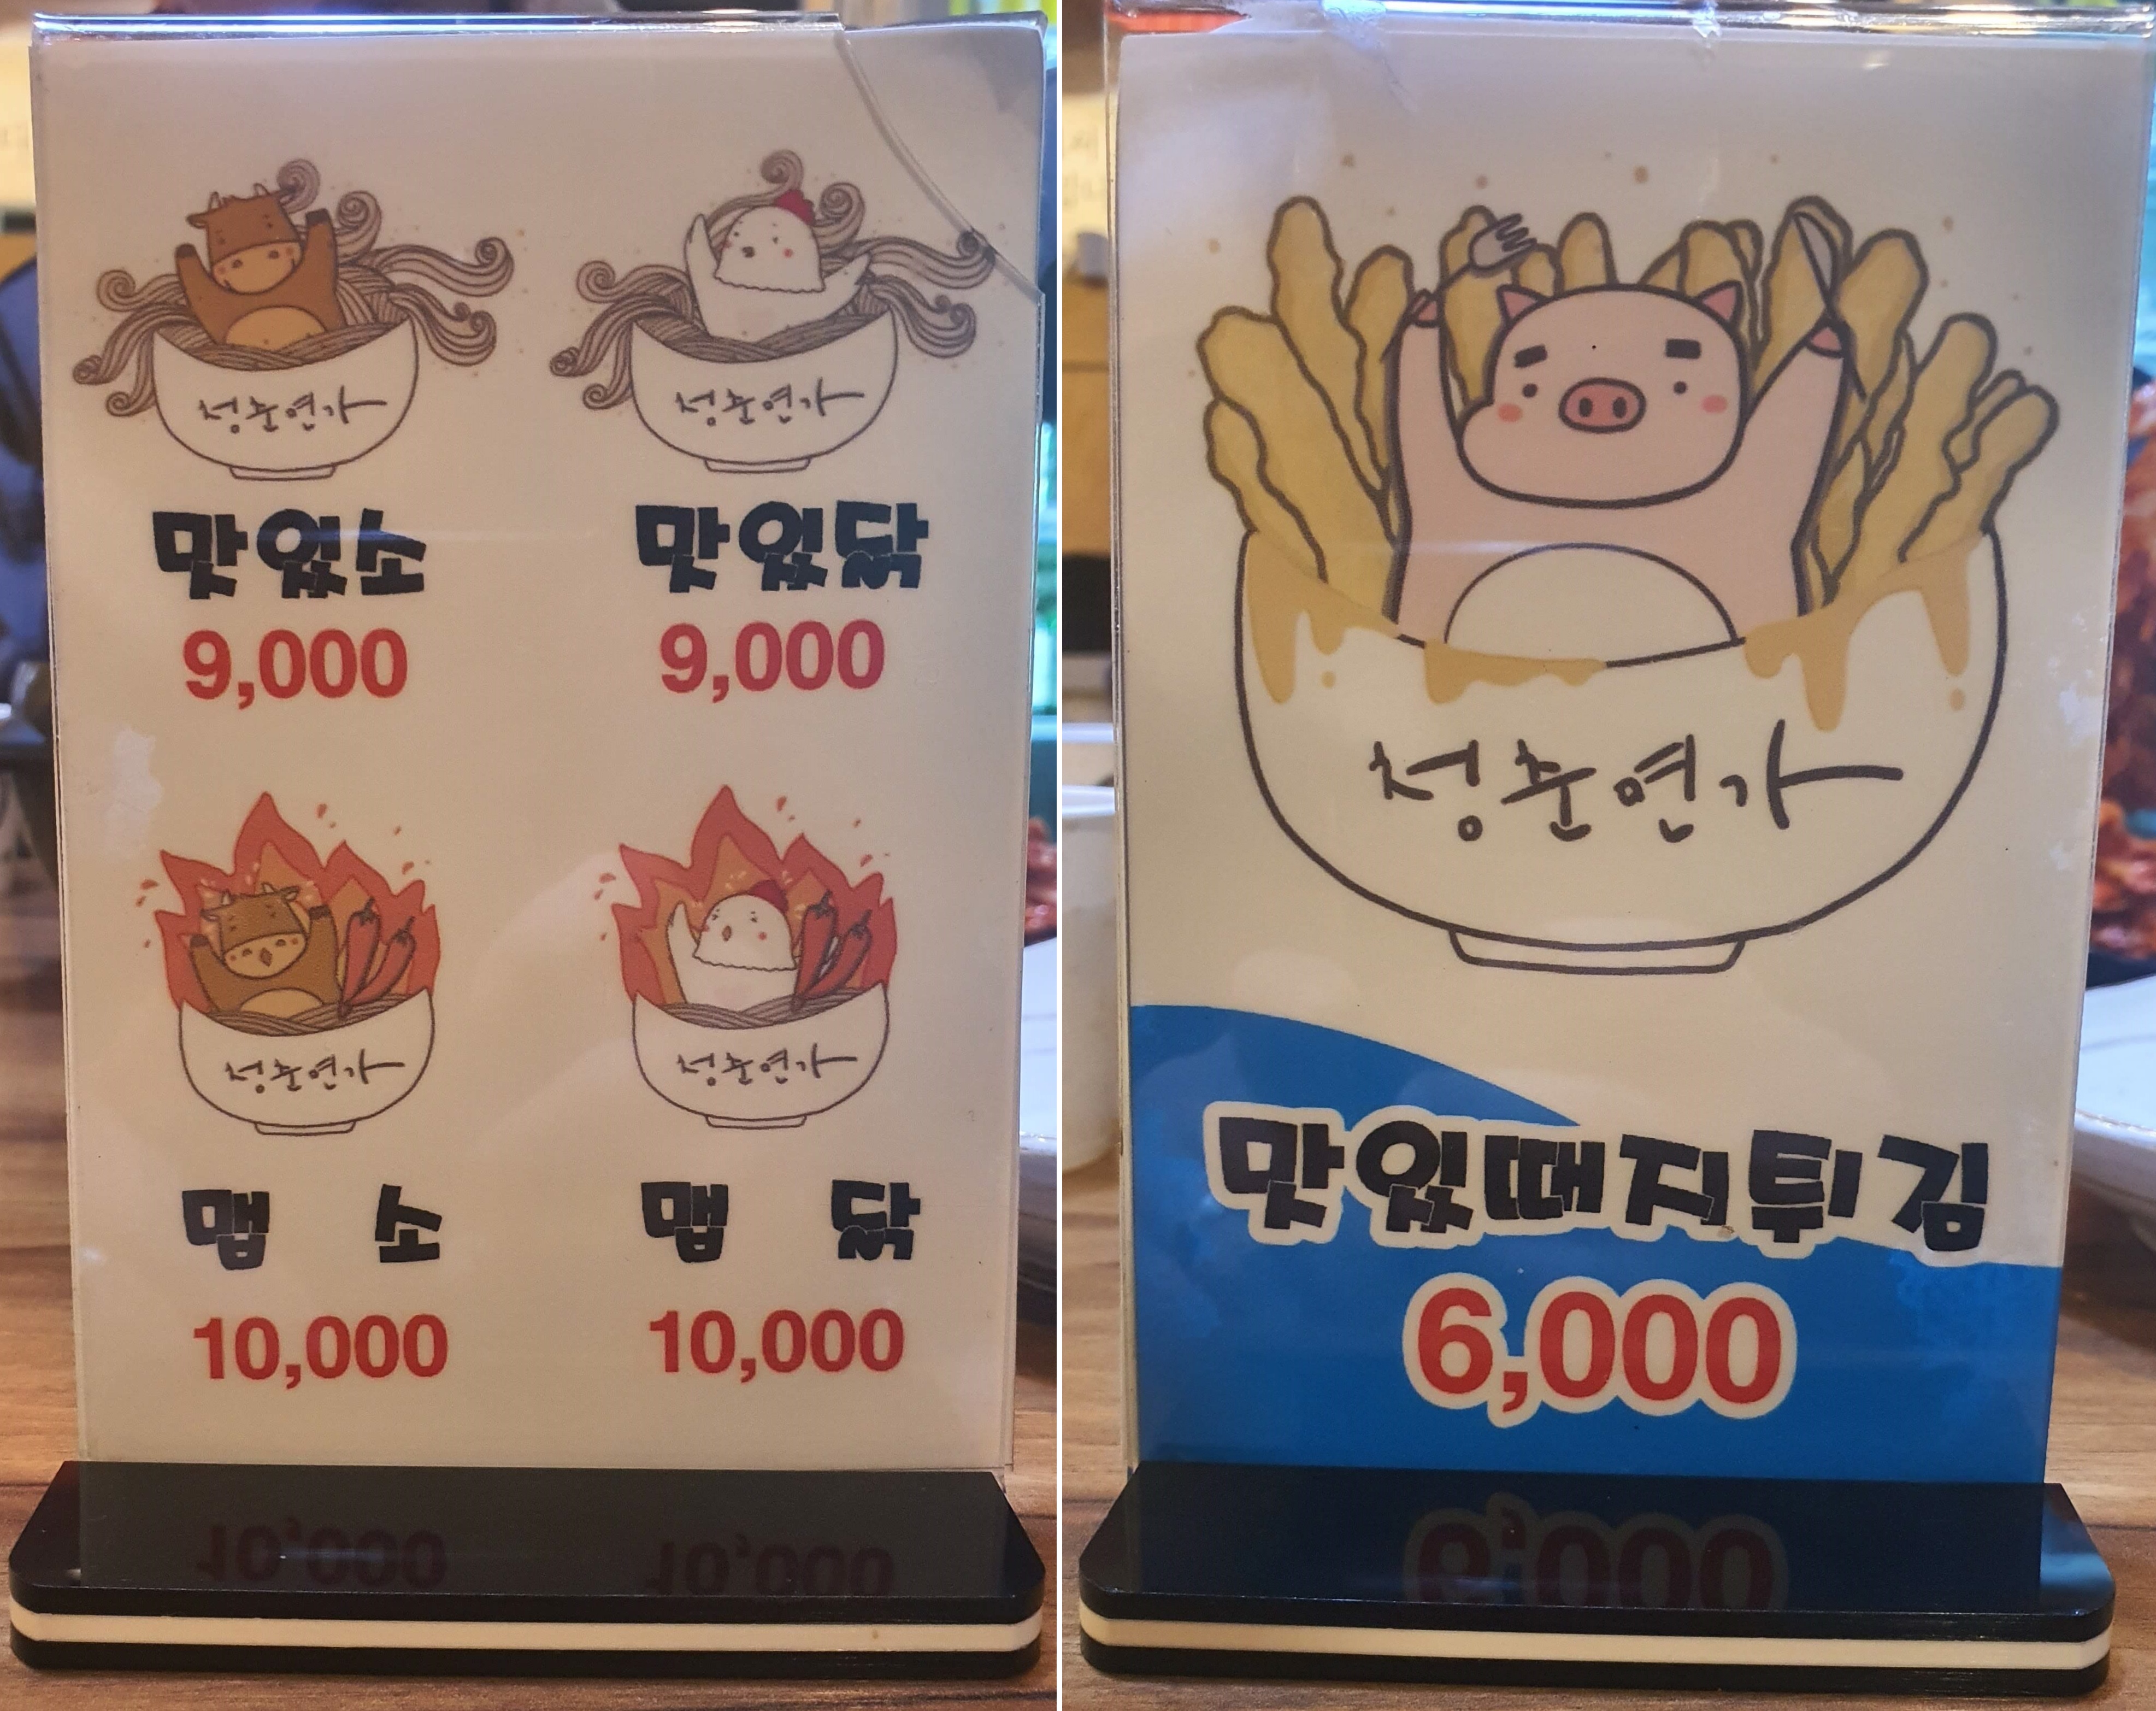 청춘연가 청춘연가
맛있소 맛있닭
9,000 9,000
청춘연가 청춘연가
맵 소 맵 닭
10,000 10,000
청춘연가
맛있때지튀김
6,000